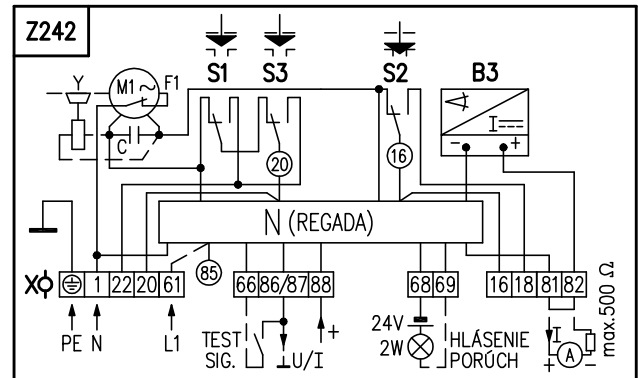 Z242
S1 S3 S2 B3
Y M1 ~ F1
I
- +
C
20 16
N (REGADA)
X 1 22 20 61 85 66 86/87 88 68 69 16 18 81 82
PE N L1
TEST SIG.
U/I
+
24V
2W
HLÁSENIE
PORÚCH
I
+ A -
max.500 Ω